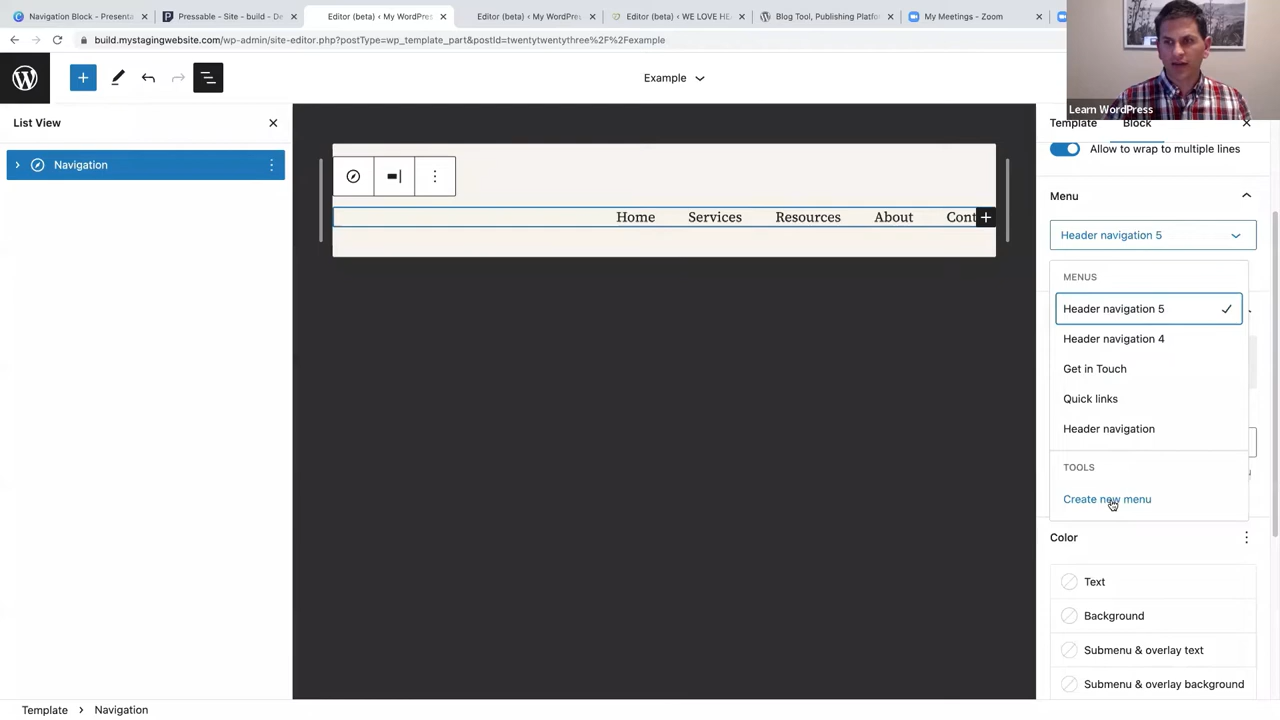 Navigation Block - Presenta
Pressable - Site - build - De
Editor (beta) ‹ My WordPres
Editor (beta) ‹ My WordPres
Editor (beta) ‹ WE LOVE HE
Blog Tool, Publishing Platfor
My Meetings - Zoom
build.mystagingwebsite.com/wp-admin/site-editor.php?postType=wp_template_part&postId=twentytwentythree%2F%2Fexample
Example
Learn WordPress
List View
Template
Block
Allow to wrap to multiple lines
Navigation
Menu
Home Services Resources About Cont
Header navigation 5
MENUS
Header navigation 5
Header navigation 4
Get in Touch
Quick links
Header navigation
TOOLS
Create new menu
Color
Text
Background
Submenu & overlay text
Submenu & overlay background
Template
Navigation